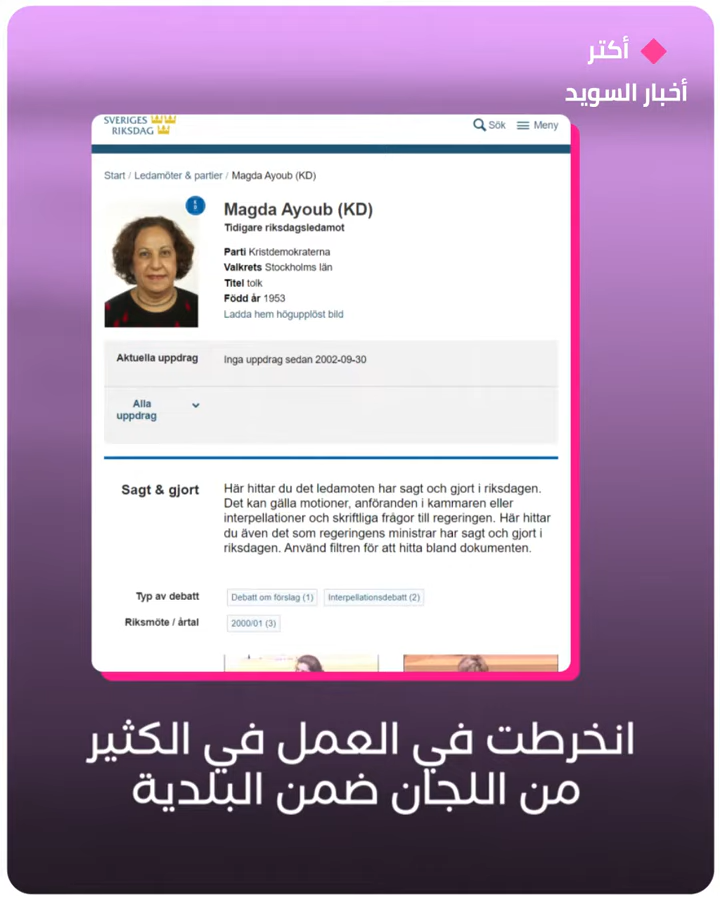 أكتر
أخبار السويد
SVERIGES
RIKSDAG
Sök
Meny
Start / Ledamöter & partier / Magda Ayoub (KD)
Magda Ayoub (KD)
Tidigare riksdagsledamot
Parti Kristdemokraterna
Valkrets Stockholms län
Titel tolk
Född år 1953
Ladda hem högupplöst bild
Aktuella uppdrag Inga uppdrag sedan 2002-09-30
Alla
uppdrag
Sagt & gjort
Här hittar du det ledamoten har sagt och gjort i riksdagen.
Det kan gälla motioner, anföranden i kammaren eller
interpellationer och skriftliga frågor till regeringen. Här hittar
du även det som regeringens ministrar har sagt och gjort i
riksdagen. Använd filtren för att hitta bland dokumenten.
Typ av debatt Debatt om förslag (1) Interpellationsdebatt (2)
Riksmöte / årtal 2000/01 (3)
انخرطت في العمل في الكثير
من اللجان ضمن البلدية